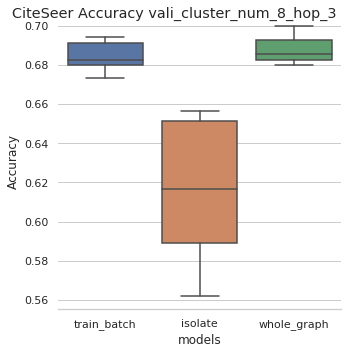 CiteSeer Accuracy vali_cluster_num_8_hop_3
0.70
0.68
0.66
0.64
0.62
0.60
0.58
0.56
Accuracy
train_batch isolate whole_graph
models